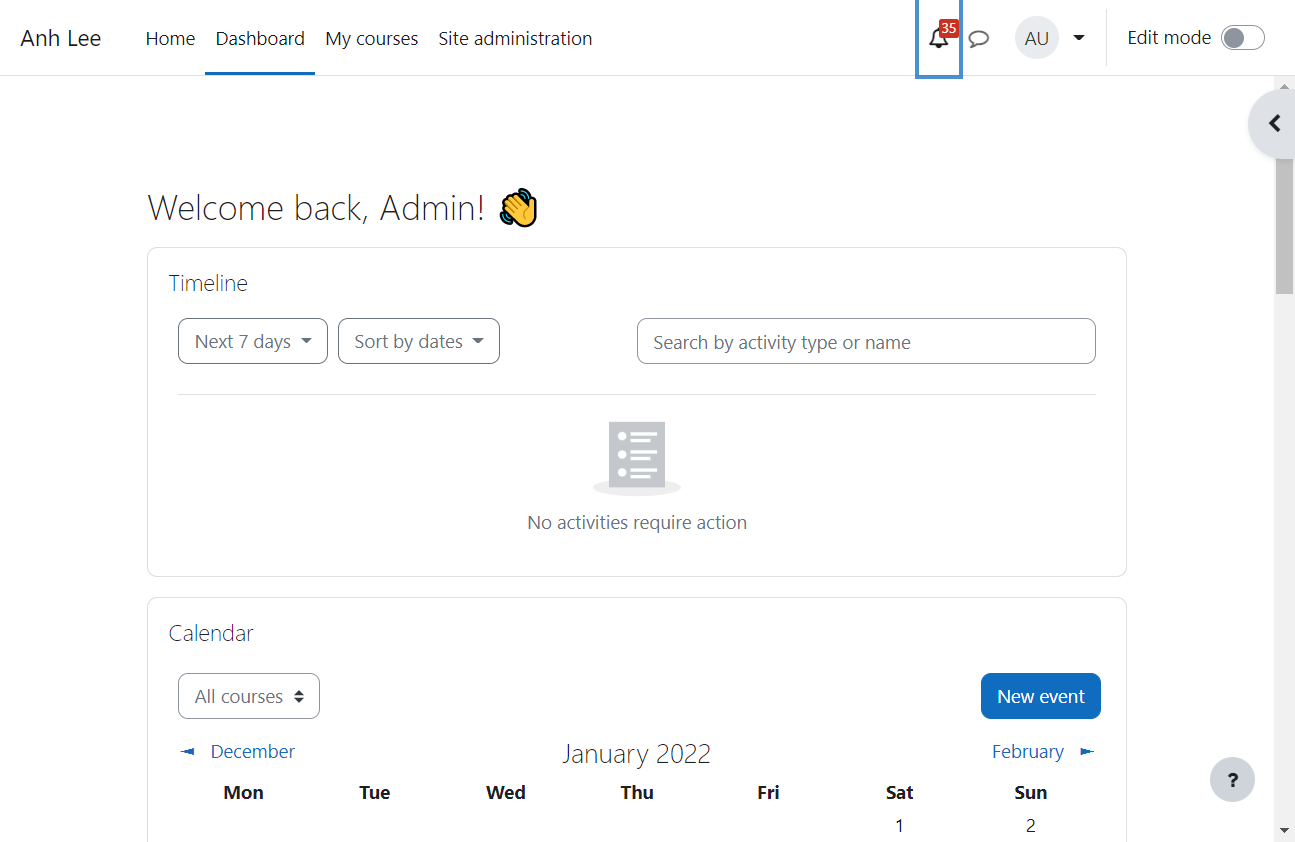 Anh Lee Home Dashboard My courses Site administration 35 AU Edit mode
Welcome back, Admin! 👋
Timeline
Next 7 days Sort by dates Search by activity type or name
No activities require action
Calendar
All courses New event
◄ December January 2022 February ►
Mon Tue Wed Thu Fri Sat Sun
1 2
?